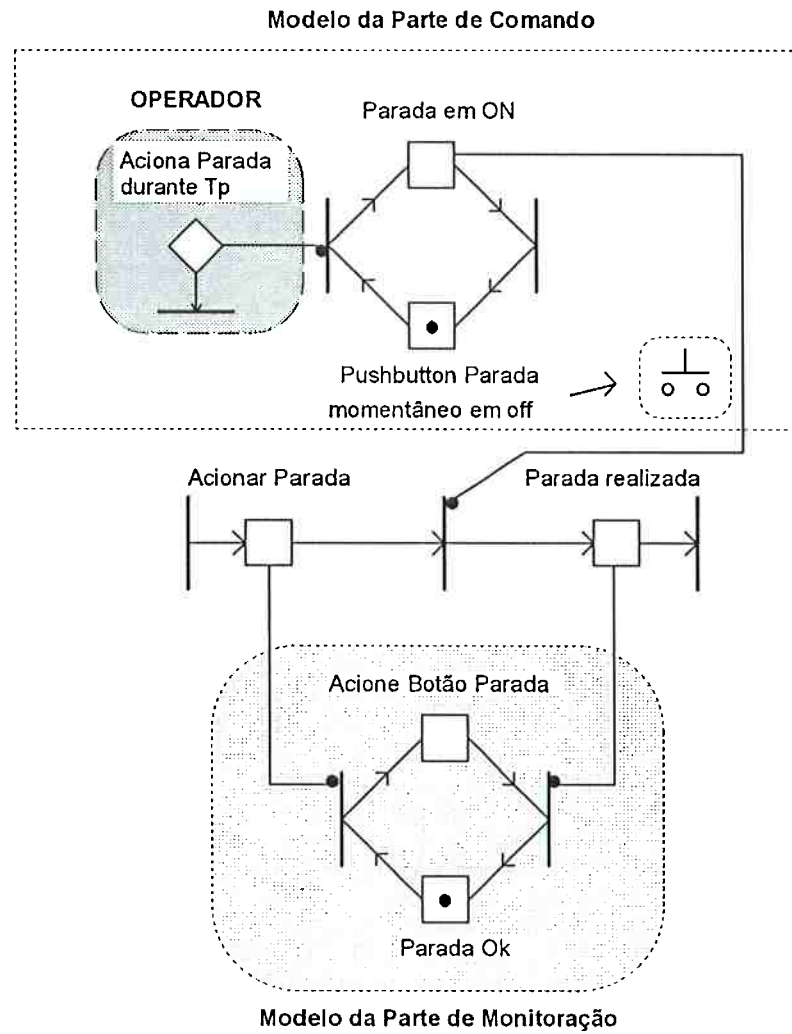 Modelo da Parte de Comando
OPERADOR
Parada em ON
Aciona Parada
durante Tp
Pushbutton Parada
momentâneo em off
Acionar Parada
Parada realizada
Acione Botão Parada
Parada Ok
Modelo da Parte de Monitoração